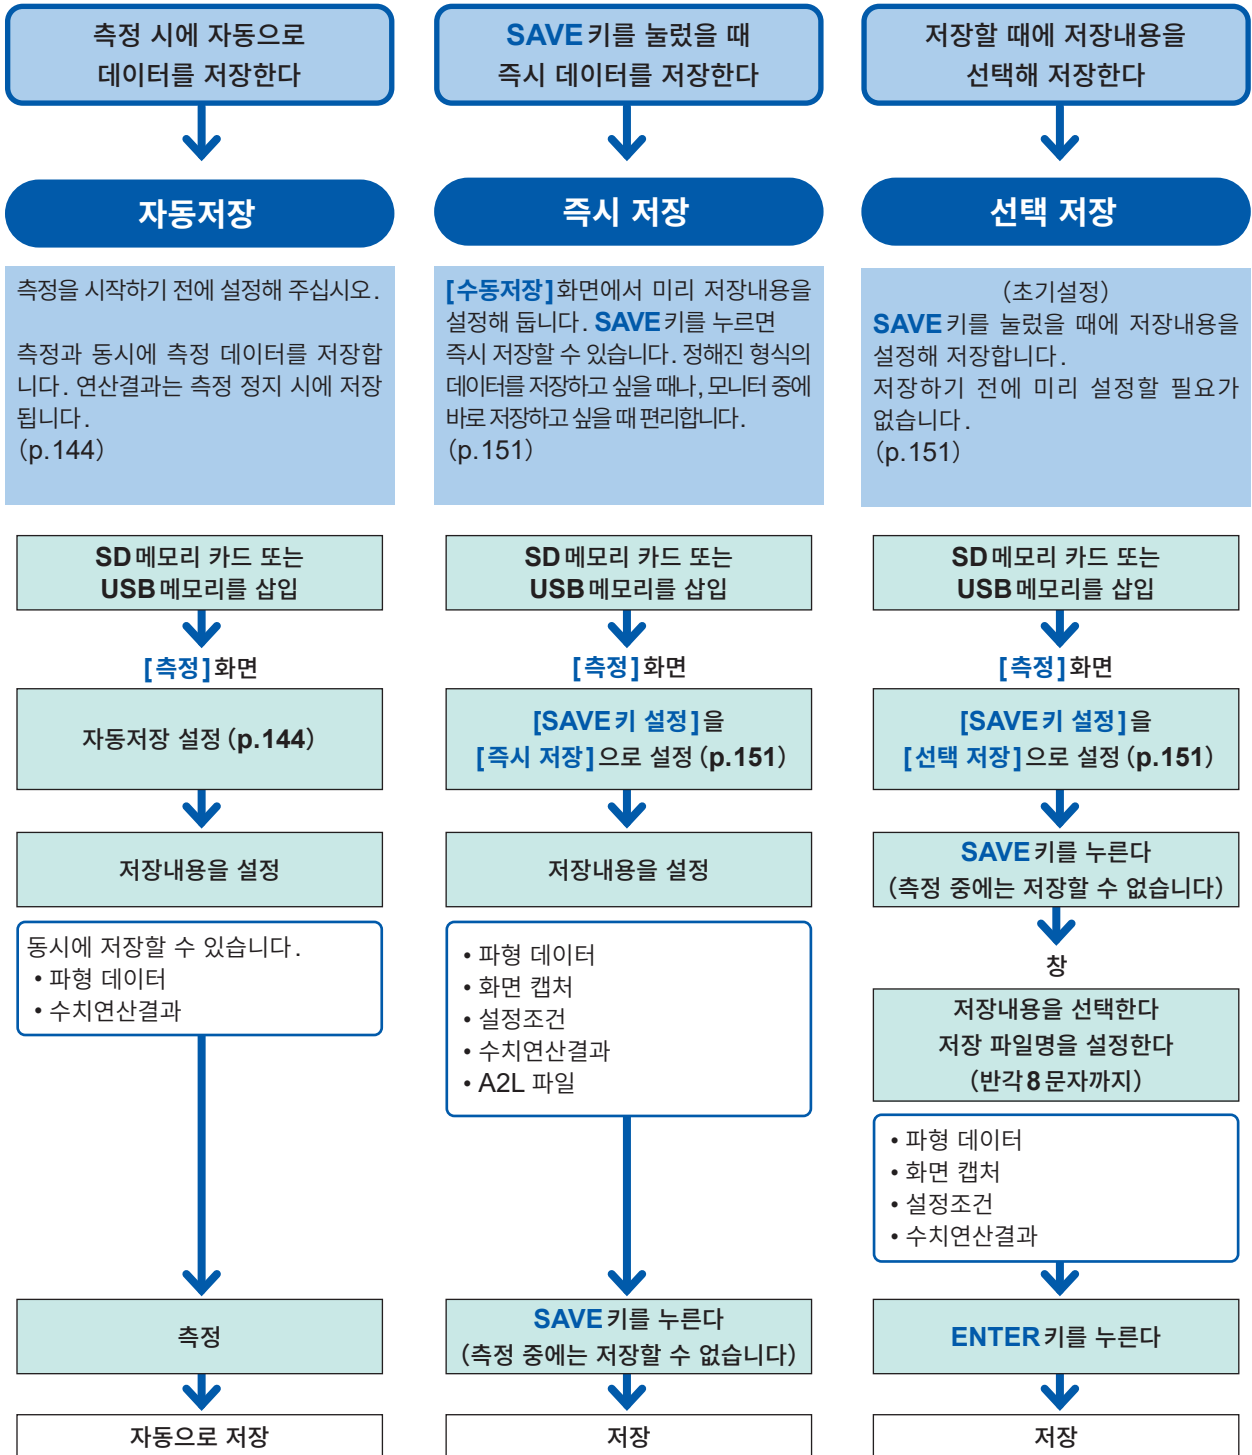 측정 시에 자동으로
데이터를 저장한다
자동저장
측정을 시작하기 전에 설정해 주십시오.
측정과 동시에 측정 데이터를 저장합
니다. 연산결과는 측정 정지 시에 저장
됩니다.
(p.144)
SD 메모리 카드 또는
USB 메모리를 삽입
[측정]화면
자동저장 설정 (p.144)
저장내용을 설정
동시에 저장할 수 있습니다.
• 파형 데이터
• 수치연산결과
측정
자동으로 저장
SAVE 키를 눌렀을 때
즉시 데이터를 저장한다
즉시 저장
[수동저장]화면에서 미리 저장내용을
설정해 둡니다. SAVE 키를 누르면
즉시 저장할 수 있습니다. 정해진 형식의
데이터를 저장하고 싶을 때나, 모니터 중에
바로 저장하고 싶을 때 편리합니다.
(p.151)
SD 메모리 카드 또는
USB 메모리를 삽입
[측정]화면
[SAVE 키 설정]을
[즉시 저장]으로 설정 (p.151)
저장내용을 설정
• 파형 데이터
• 화면 캡처
• 설정조건
• 수치연산결과
• A2L 파일
SAVE 키를 누른다
(측정 중에는 저장할 수 없습니다)
저장
저장할 때에 저장내용을
선택해 저장한다
선택 저장
(초기설정)
SAVE 키를 눌렀을 때에 저장내용을
설정해 저장합니다.
저장하기 전에 미리 설정할 필요가
없습니다.
(p.151)
SD 메모리 카드 또는
USB 메모리를 삽입
[측정]화면
[SAVE 키 설정]을
[선택 저장]으로 설정 (p.151)
SAVE 키를 누른다
(측정 중에는 저장할 수 없습니다)
창
저장내용을 선택한다
저장 파일명을 설정한다
(반각 8 문자까지)
• 파형 데이터
• 화면 캡처
• 설정조건
• 수치연산결과
ENTER 키를 누른다
저장